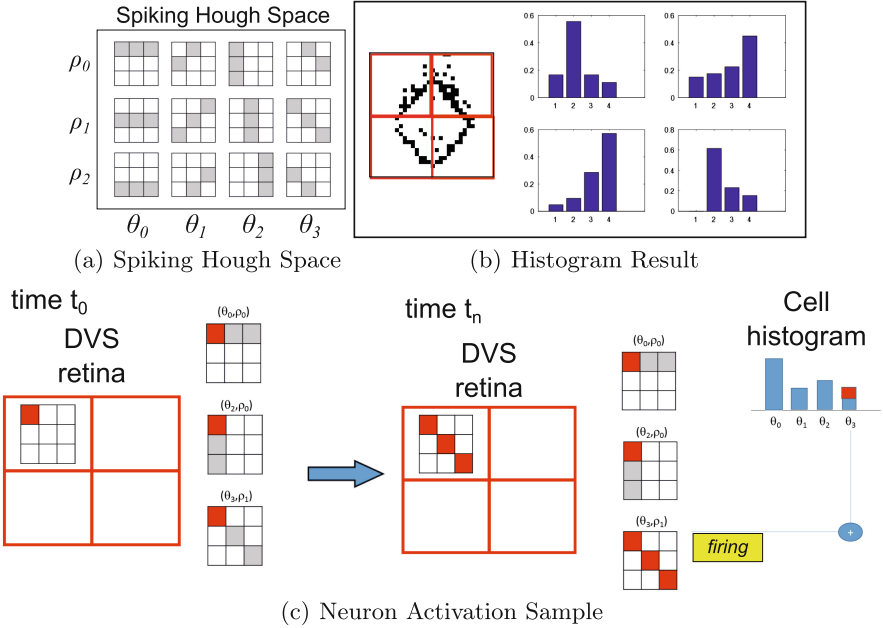 Spiking Hough Space
ρ0
ρ1
ρ2
θ0 θ1 θ2 θ3
(a) Spiking Hough Space
0.6
0.4
0.2
0
1 2 3 4
0.6
0.4
0.2
0
1 2 3 4
0.6
0.4
0.2
0
1 2 3 4
0.8
0.6
0.4
0.2
0
1 2 3 4
(b) Histogram Result
time t0
DVS
retina
(θ0,ρ0)
(θ2,ρ0)
(θ3,ρ1)
time tn
DVS
retina
(θ0,ρ0)
(θ2,ρ0)
(θ3,ρ1)
firing
Cell
histogram
θ0 θ1 θ2 θ3
+
(c) Neuron Activation Sample